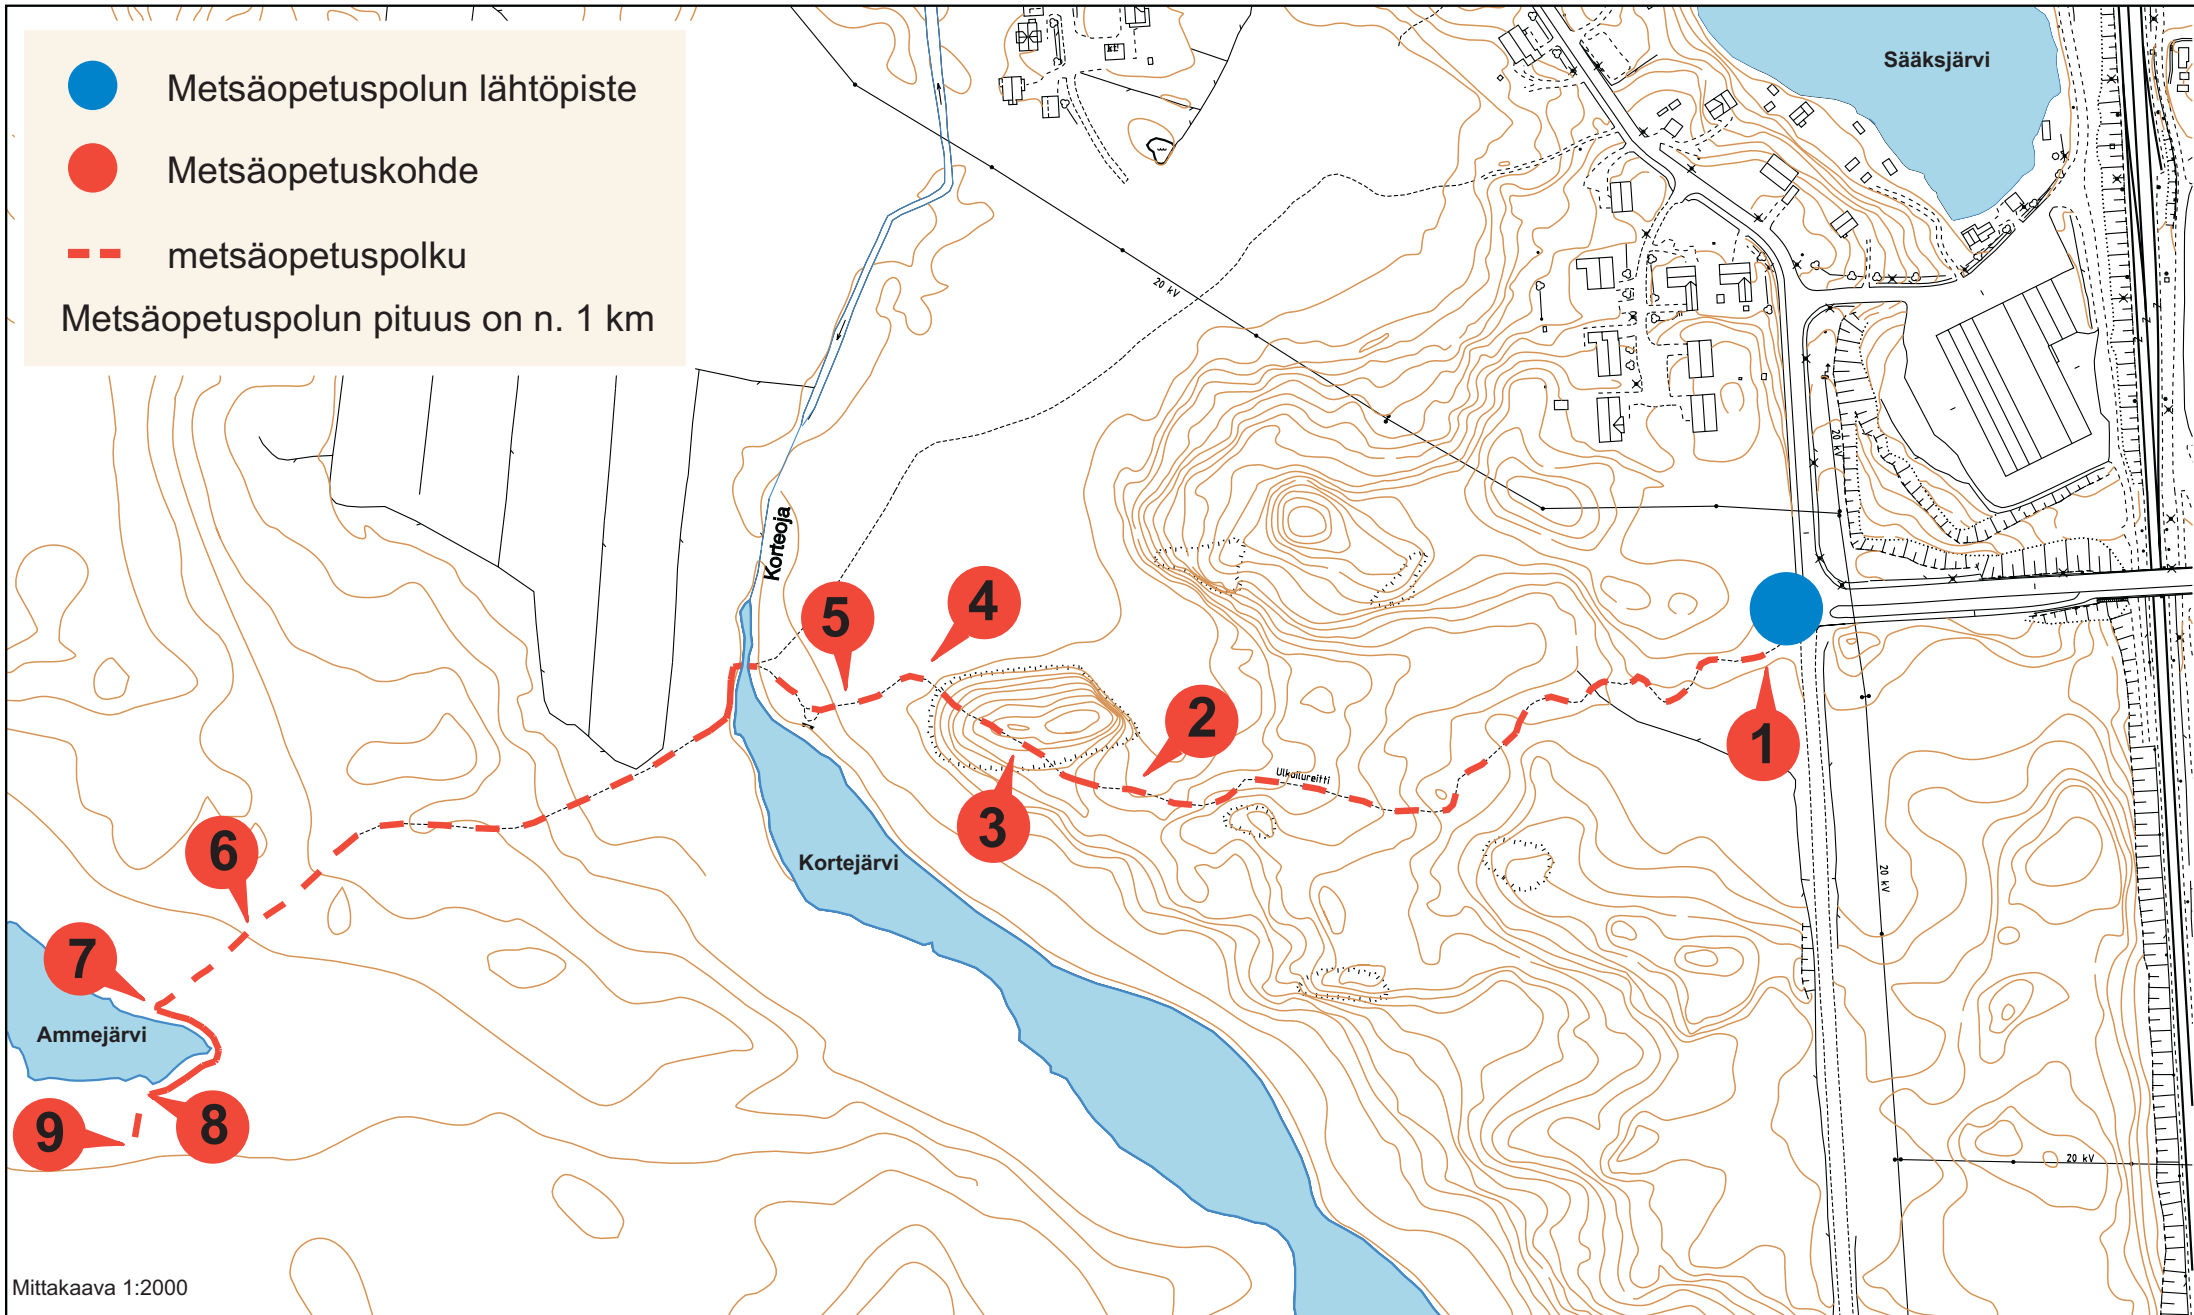 Metsäopetuspolun lähtöpiste
Metsäopetuskohde
metsäopetuspolku
Metsäopetuspolun pituus on n. 1 km
Sääksjärvi
20 kV
20 kV
Korteoja
5
4
2
1
Ulkoilureitti
3
6
Kortejärvi
20 kV
7
Ammejärvi
8
9
20 kV
Mittakaava 1:2000